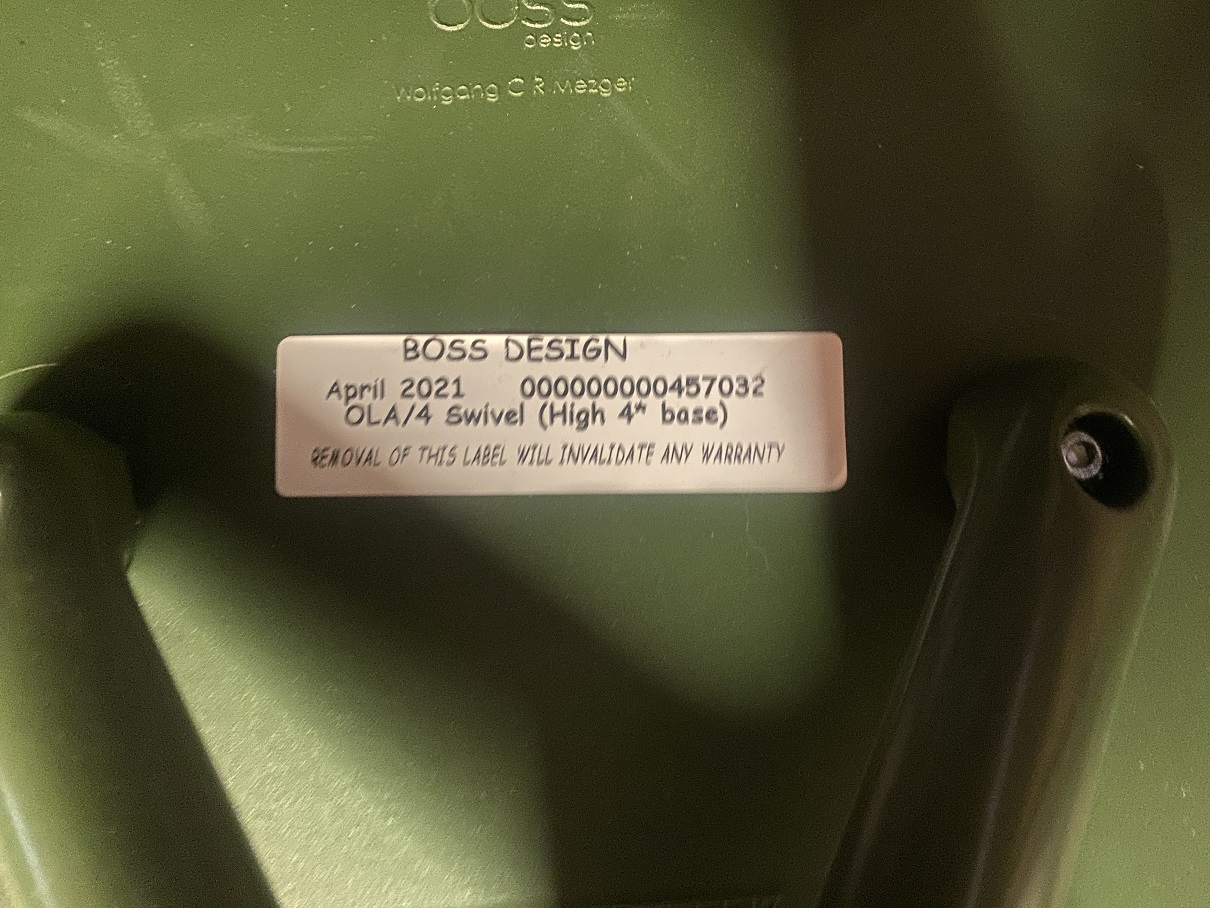 boss
design
Wolfgang C R Mezger
BOSS DESIGN
April 2021 000000000457032
OLA/4 Swivel (High 4* base)
REMOVAL OF THIS LABEL WILL INVALIDATE ANY WARRANTY